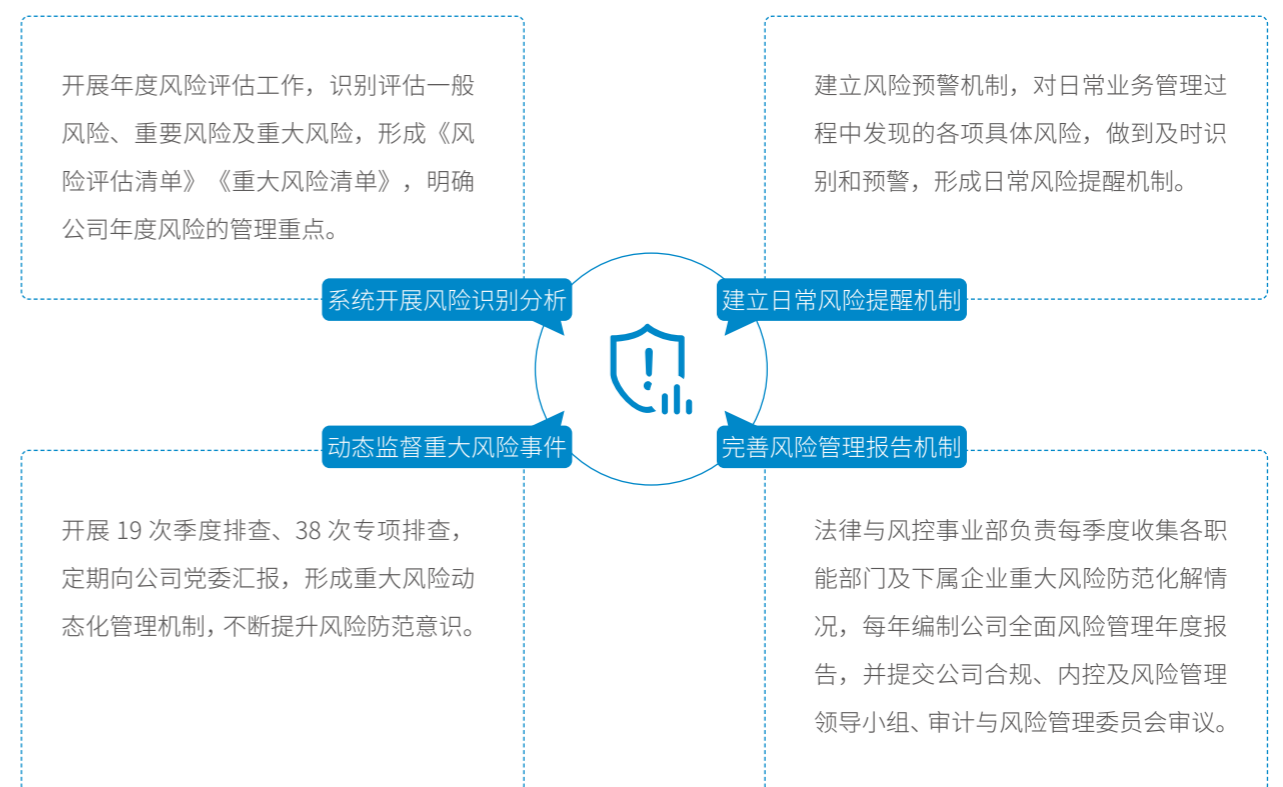 开展年度风险评估工作，识别评估一般
风险、重要风险及重大风险，形成《风
险评估清单》《重大风险清单》，明确
公司年度风险的管理重点。
系统开展风险识别分析
建立风险预警机制，对日常业务管理过
程中发现的各项具体风险，做到及时识
别和预警，形成日常风险提醒机制。
建立日常风险提醒机制
动态监督重大风险事件
开展 19 次季度排查、38 次专项排查，
定期向公司党委汇报，形成重大风险动
态化管理机制，不断提升风险防范意识。
完善风险管理报告机制
法律与风控事业部负责每季度收集各职
能部门及下属企业重大风险防范化解情
况，每年编制公司全面风险管理年度报
告，并提交公司合规、内控及风险管理
领导小组、审计与风险管理委员会审议。